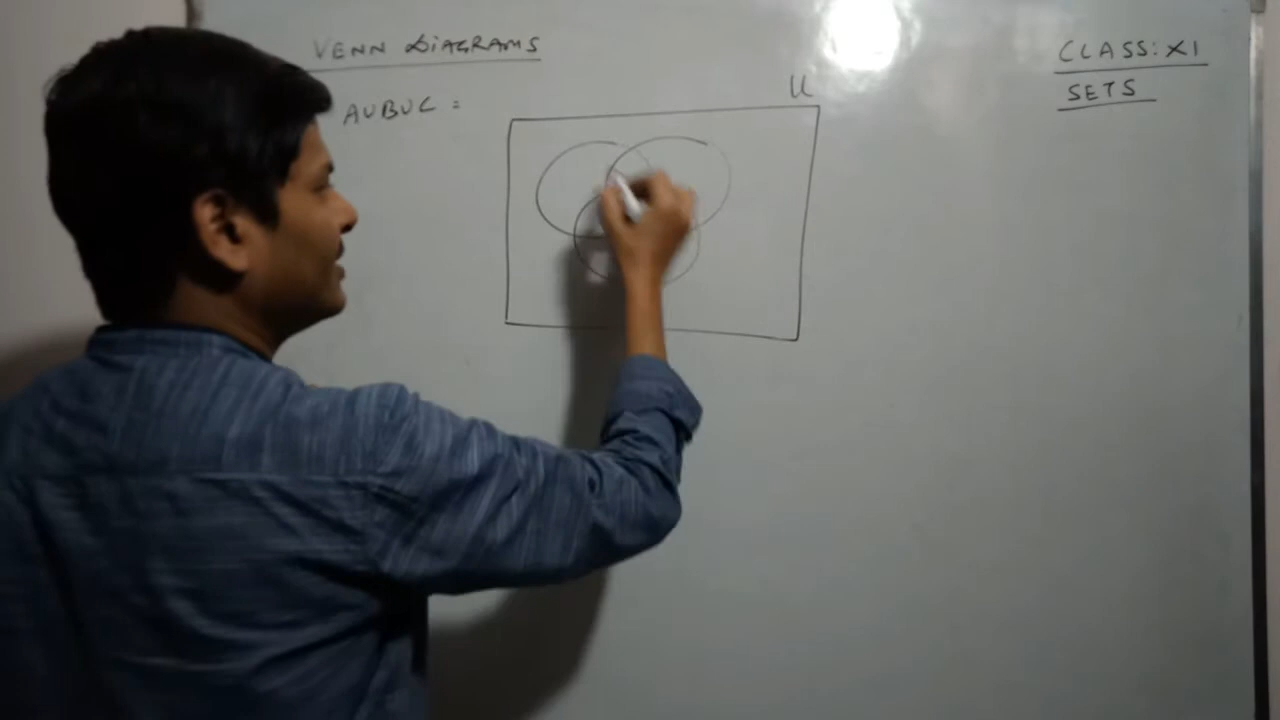 VENN DIAGRAMS
CLASS: XI
SETS
U
AUBUC =